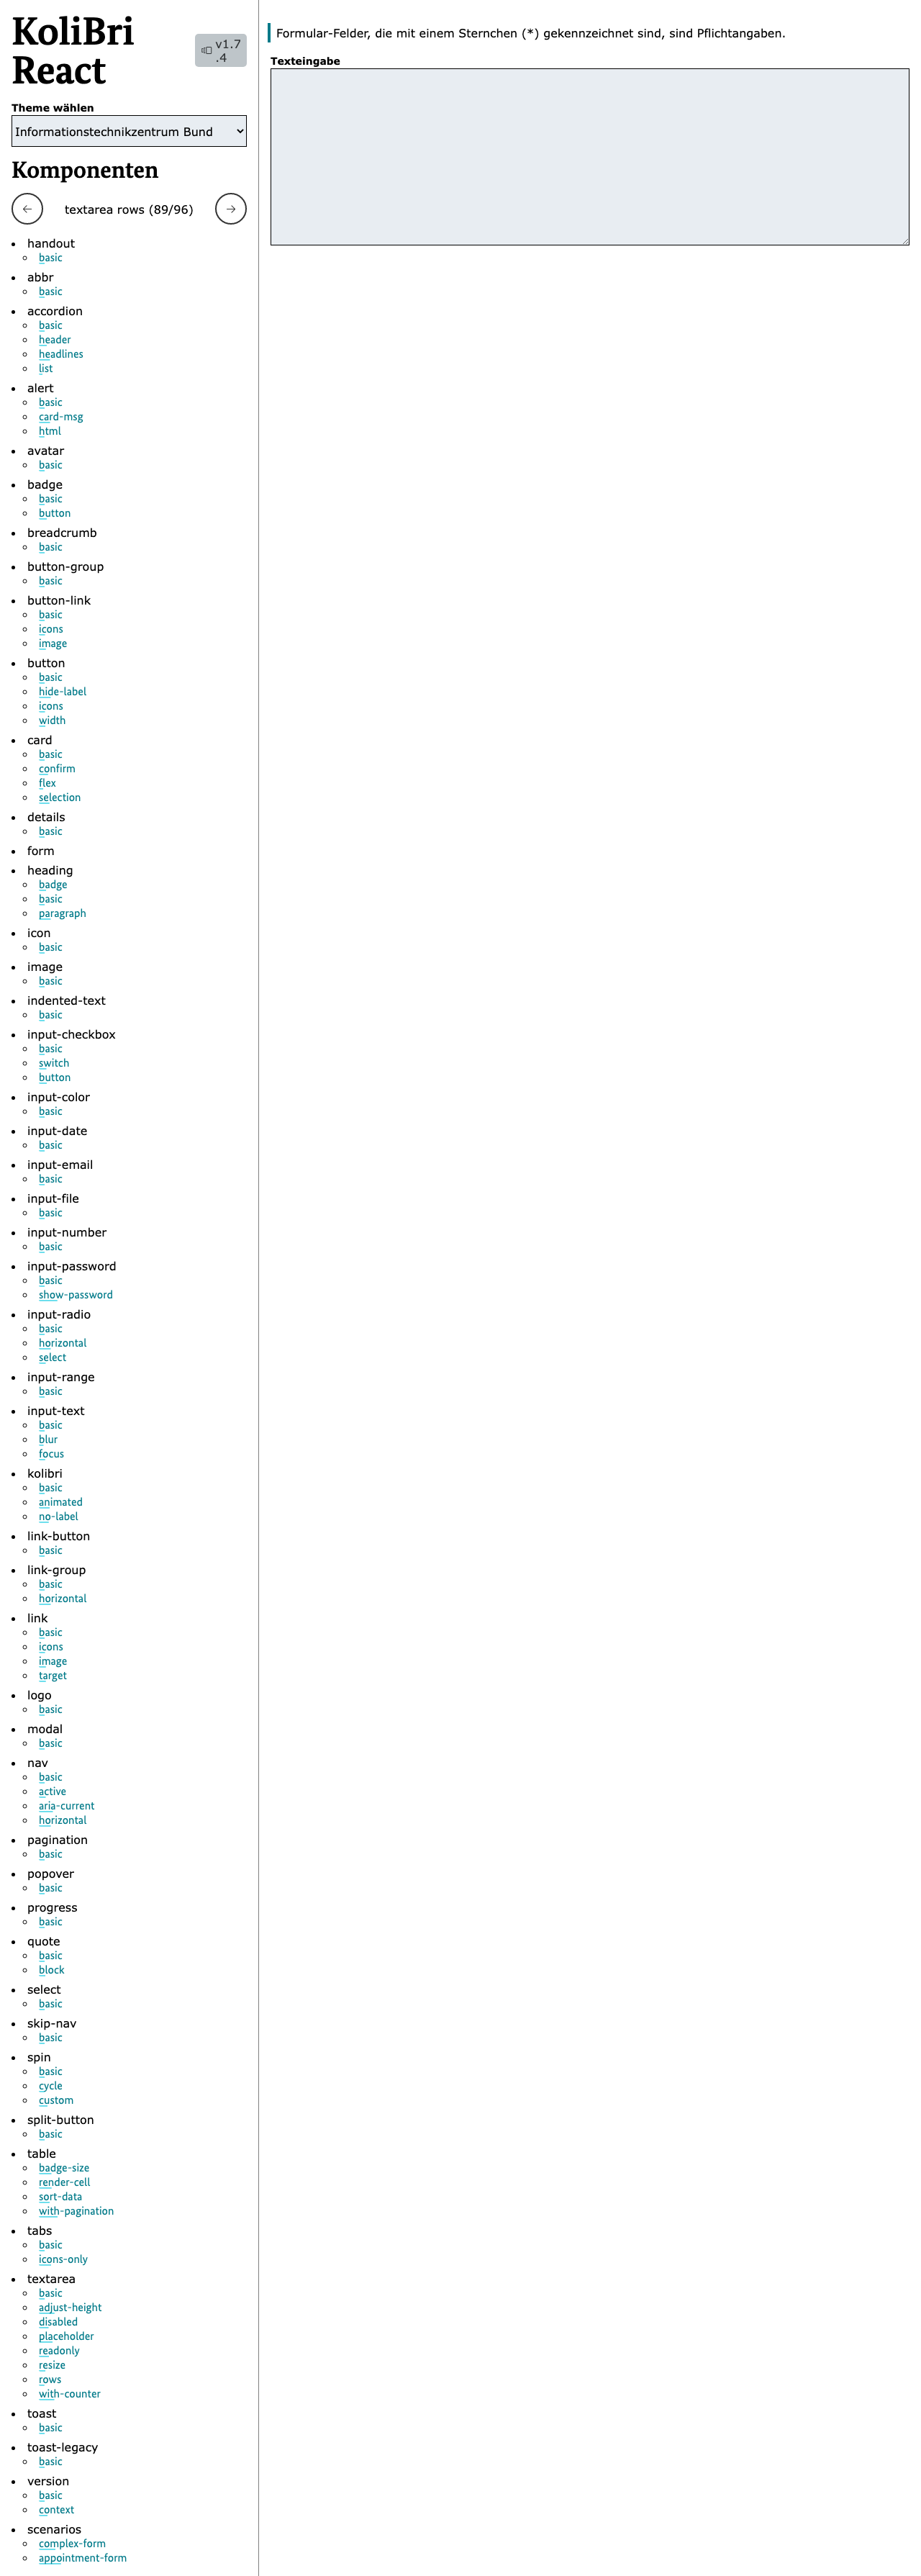 KoliBri
React
v1.7
.4
Theme wählen
Informationstechnikzentrum Bund
Komponenten
textarea rows (89/96)
handout
basic
abbr
basic
accordion
basic
header
headlines
list
alert
basic
card-msg
html
avatar
basic
badge
basic
button
breadcrumb
basic
button-group
basic
button-link
basic
icons
image
button
basic
hide-label
icons
width
card
basic
confirm
flex
selection
details
basic
form
heading
badge
basic
paragraph
icon
basic
image
basic
indented-text
basic
input-checkbox
basic
switch
button
input-color
basic
input-date
basic
input-email
basic
input-file
basic
input-number
basic
input-password
basic
show-password
input-radio
basic
horizontal
select
input-range
basic
input-text
basic
blur
focus
kolibri
basic
animated
no-label
link-button
basic
link-group
basic
horizontal
link
basic
icons
image
target
logo
basic
modal
basic
nav
basic
active
aria-current
horizontal
pagination
basic
popover
basic
progress
basic
quote
basic
block
select
basic
skip-nav
basic
spin
basic
cycle
custom
split-button
basic
table
badge-size
render-cell
sort-data
with-pagination
tabs
basic
icons-only
textarea
basic
adjust-height
disabled
placeholder
readonly
resize
rows
with-counter
toast
basic
toast-legacy
basic
version
basic
context
scenarios
complex-form
appointment-form
Formular-Felder, die mit einem Sternchen (*) gekennzeichnet sind, sind Pflichtangaben.
Texteingabe